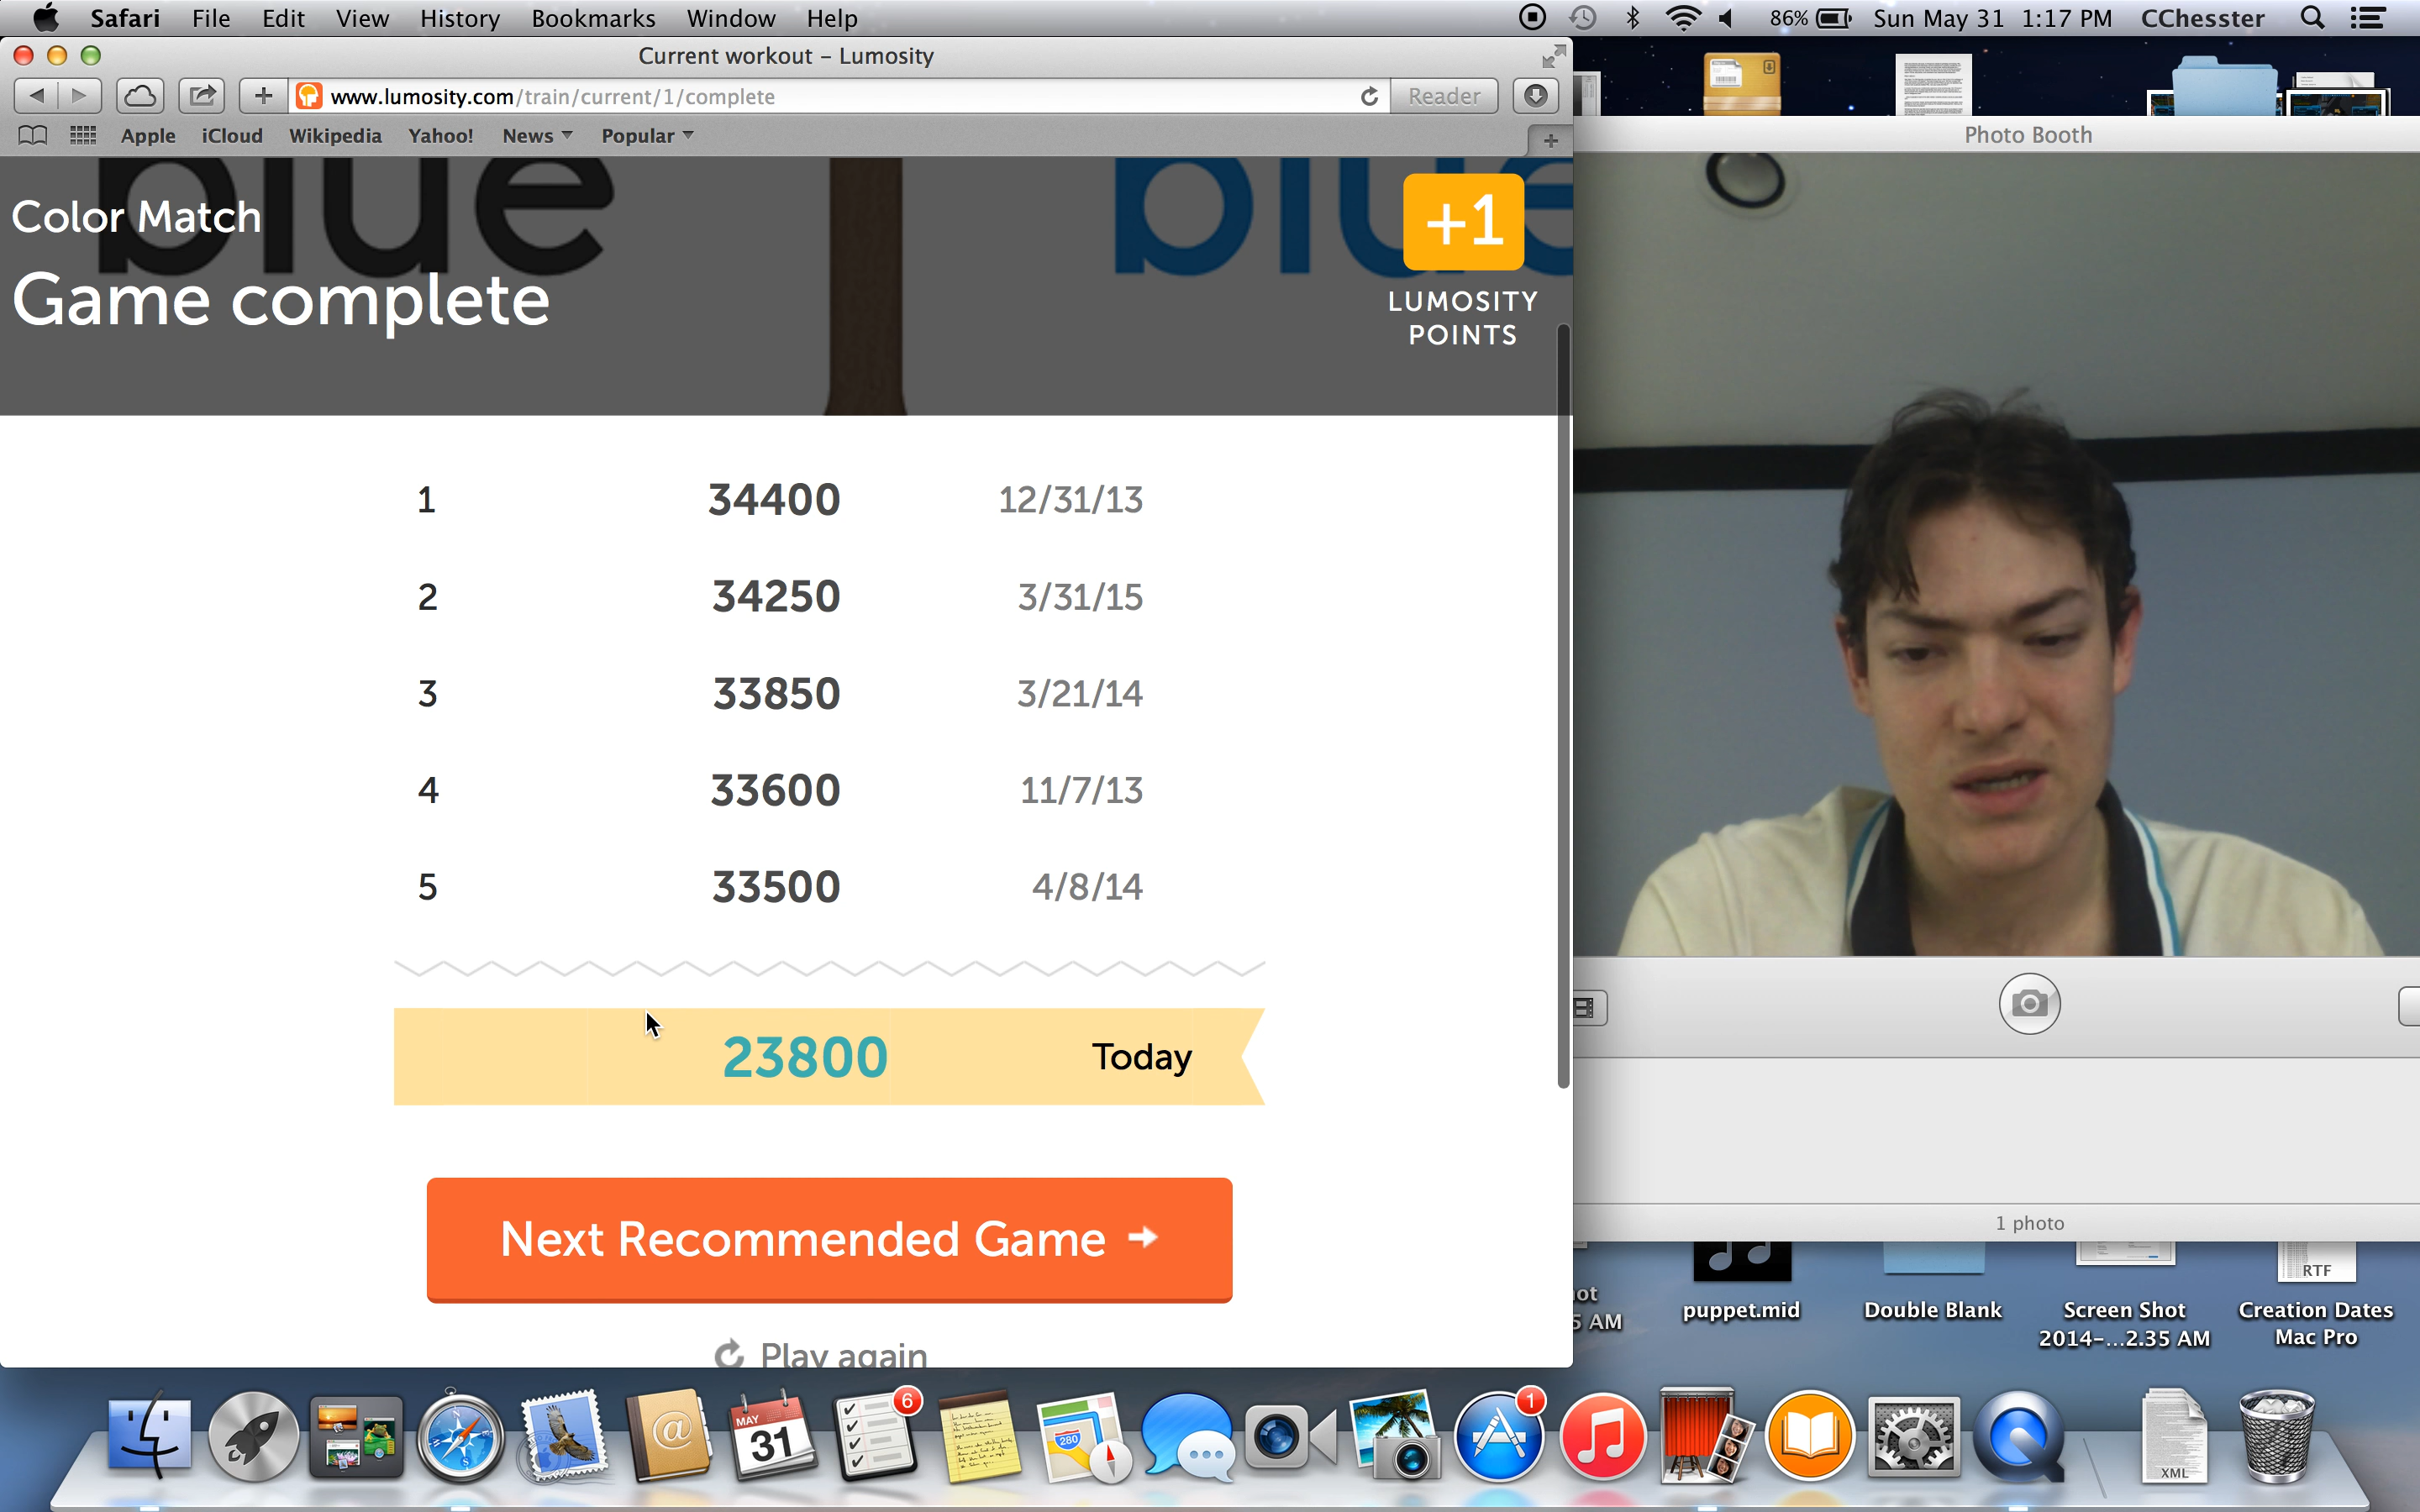 Safari File Edit View History Bookmarks Window Help 86% Sun May 31 1:17 PM CChesster
Current workout – Lumosity
www.lumosity.com/train/current/1/complete Reader
Apple iCloud Wikipedia Yahoo! News Popular
Photo Booth
blue blue
Color Match
Game complete
+1
LUMOSITY
POINTS
1 34400 12/31/13
2 34250 3/31/15
3 33850 3/21/14
4 33600 11/7/13
5 33500 4/8/14
23800 Today
Next Recommended Game
Play again
1 photo
RTF
puppet.mid
Double Blank
Screen Shot
2014-...2.35 AM
Creation Dates
Mac Pro
5 AM
MAY
31
6
280
1
XML